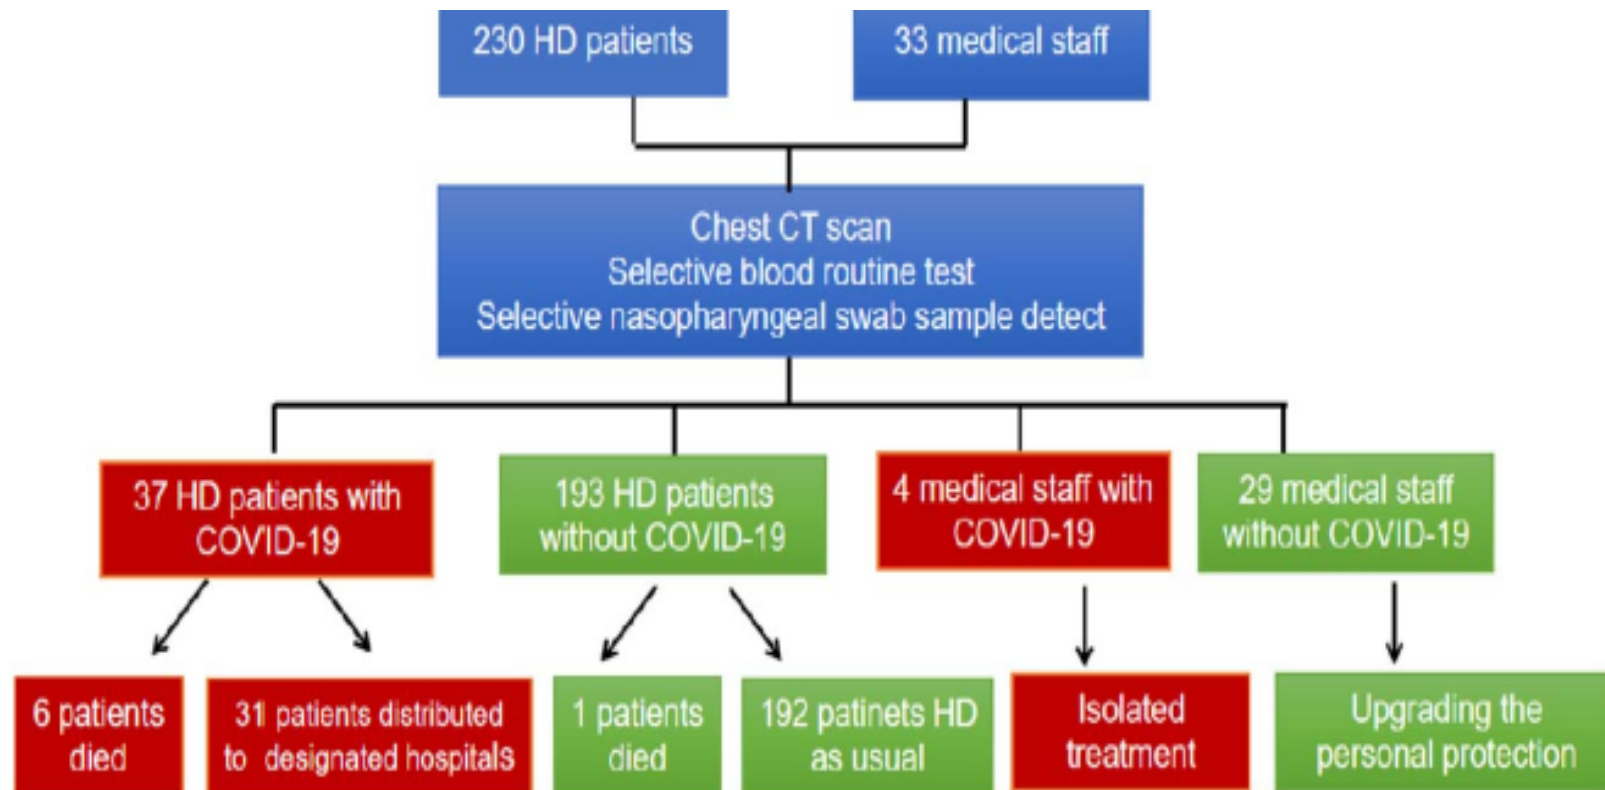 230 HD patients
33 medical staff
Chest CT scan
Selective blood routine test
Selective nasopharyngeal swab sample detect
37 HD patients with
COVID-19
193 HD patients
without COVID-19
4 medical staff with
COVID-19
29 medical staff
without COVID-19
6 patients
died
31 patients distributed
to designated hospitals
1 patients
died
192 patinets HD
as usual
Isolated
treatment
Upgrading the
personal protection